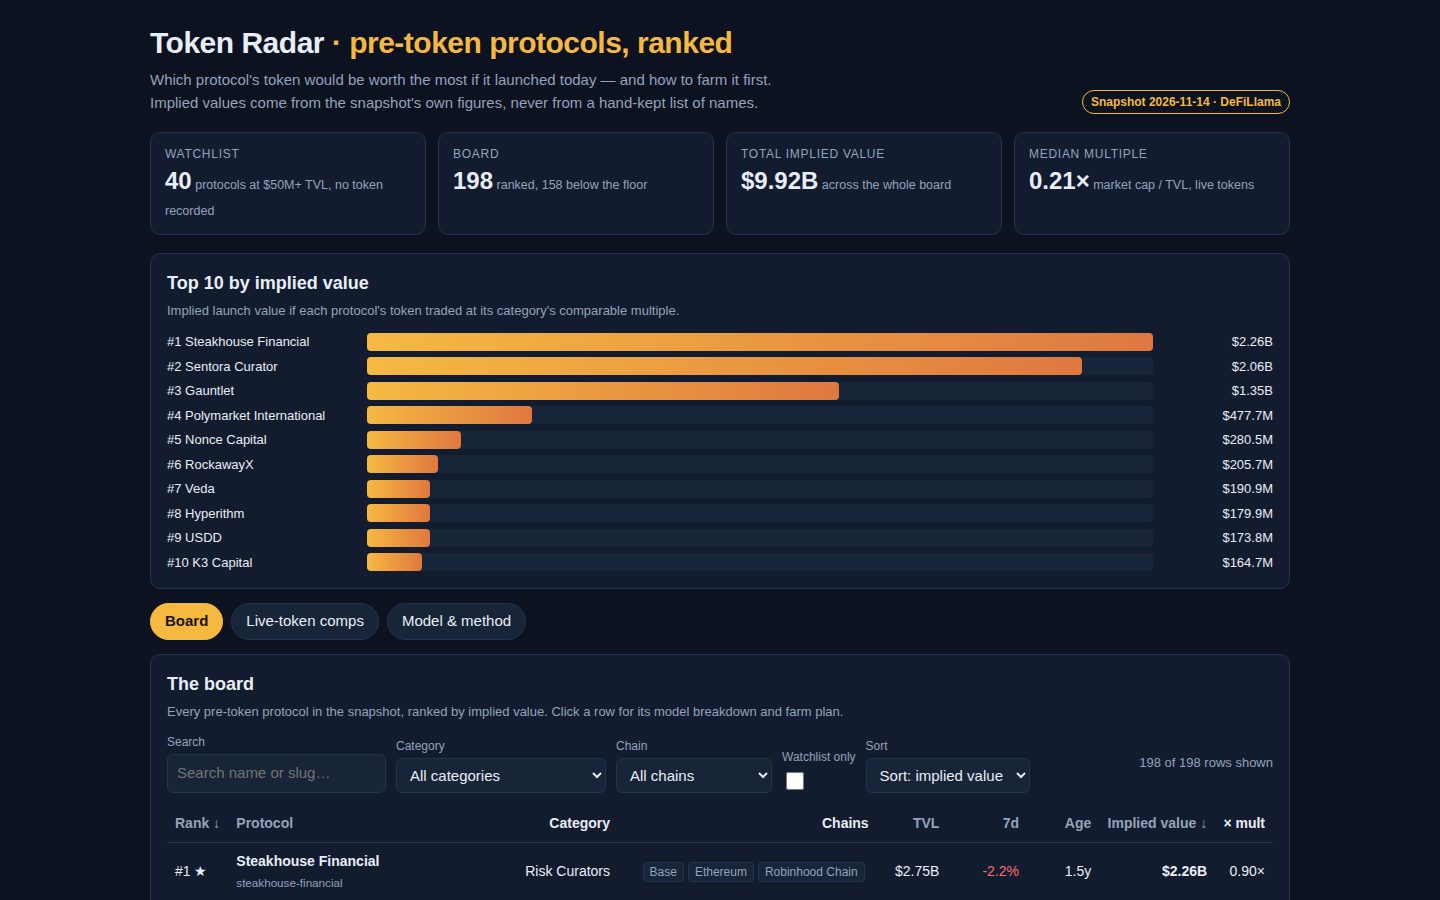 Token Radar · pre-token protocols, ranked
Which protocol's token would be worth the most if it launched today — and how to farm it first.
Implied values come from the snapshot's own figures, never from a hand-kept list of names.
Snapshot 2026-11-14 · DeFiLlama
WATCHLIST
40 protocols at $50M+ TVL, no token
recorded
BOARD
198 ranked, 158 below the floor
TOTAL IMPLIED VALUE
$9.92B across the whole board
MEDIAN MULTIPLE
0.21× market cap / TVL, live tokens
Top 10 by implied value
Implied launch value if each protocol's token traded at its category's comparable multiple.
#1 Steakhouse Financial $2.26B
#2 Sentora Curator $2.06B
#3 Gauntlet $1.35B
#4 Polymarket International $477.7M
#5 Nonce Capital $280.5M
#6 RockawayX $205.7M
#7 Veda $190.9M
#8 Hyperithm $179.9M
#9 USDD $173.8M
#10 K3 Capital $164.7M
Board Live-token comps Model & method
The board
Every pre-token protocol in the snapshot, ranked by implied value. Click a row for its model breakdown and farm plan.
Search Category Chain Watchlist only Sort
Search name or slug… All categories All chains Sort: implied value 198 of 198 rows shown
Rank ↓ Protocol Category Chains TVL 7d Age Implied value ↓ × mult
#1 ★ Steakhouse Financial Risk Curators Base Ethereum Robinhood Chain $2.75B -2.2% 1.5y $2.26B 0.90×
steakhouse-financial